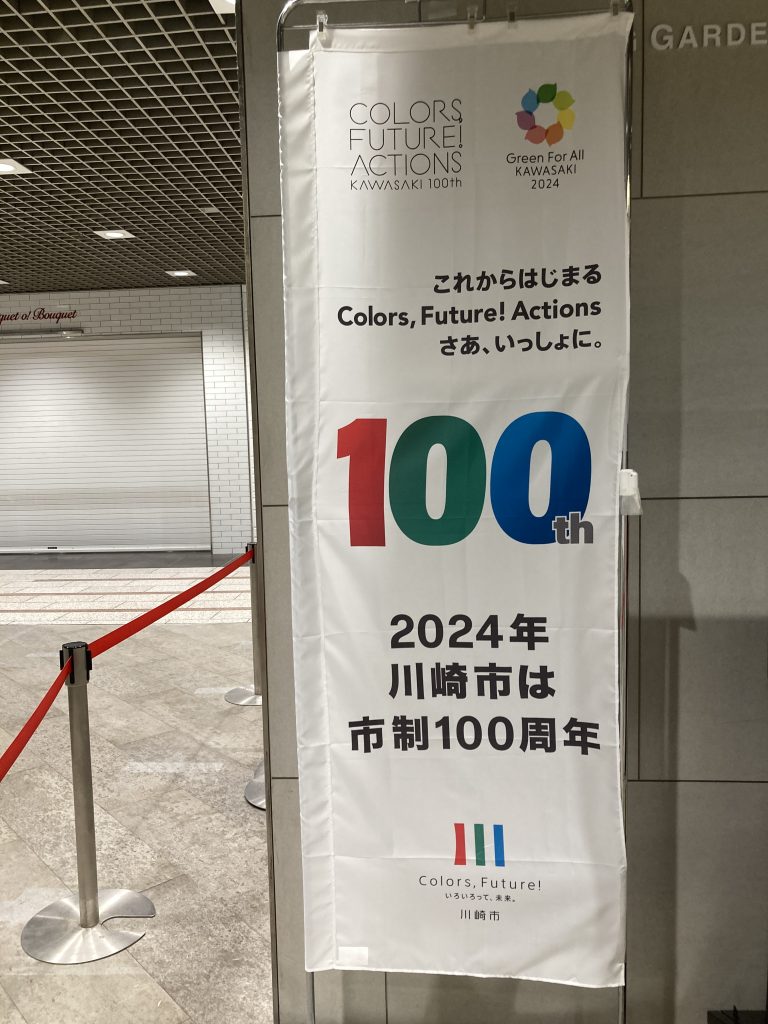 GARDE
COLORS,
FUTURE!
ACTIONS
KAWASAKI 100th
Green For All
KAWASAKI
2024
これからはじまる
Colors, Future! Actions
さあ、いっしょに。
100th
2024年
川崎市は
市制100周年
Colors, Future!
いろいろって、未来。
川崎市
quet o! Bouquet